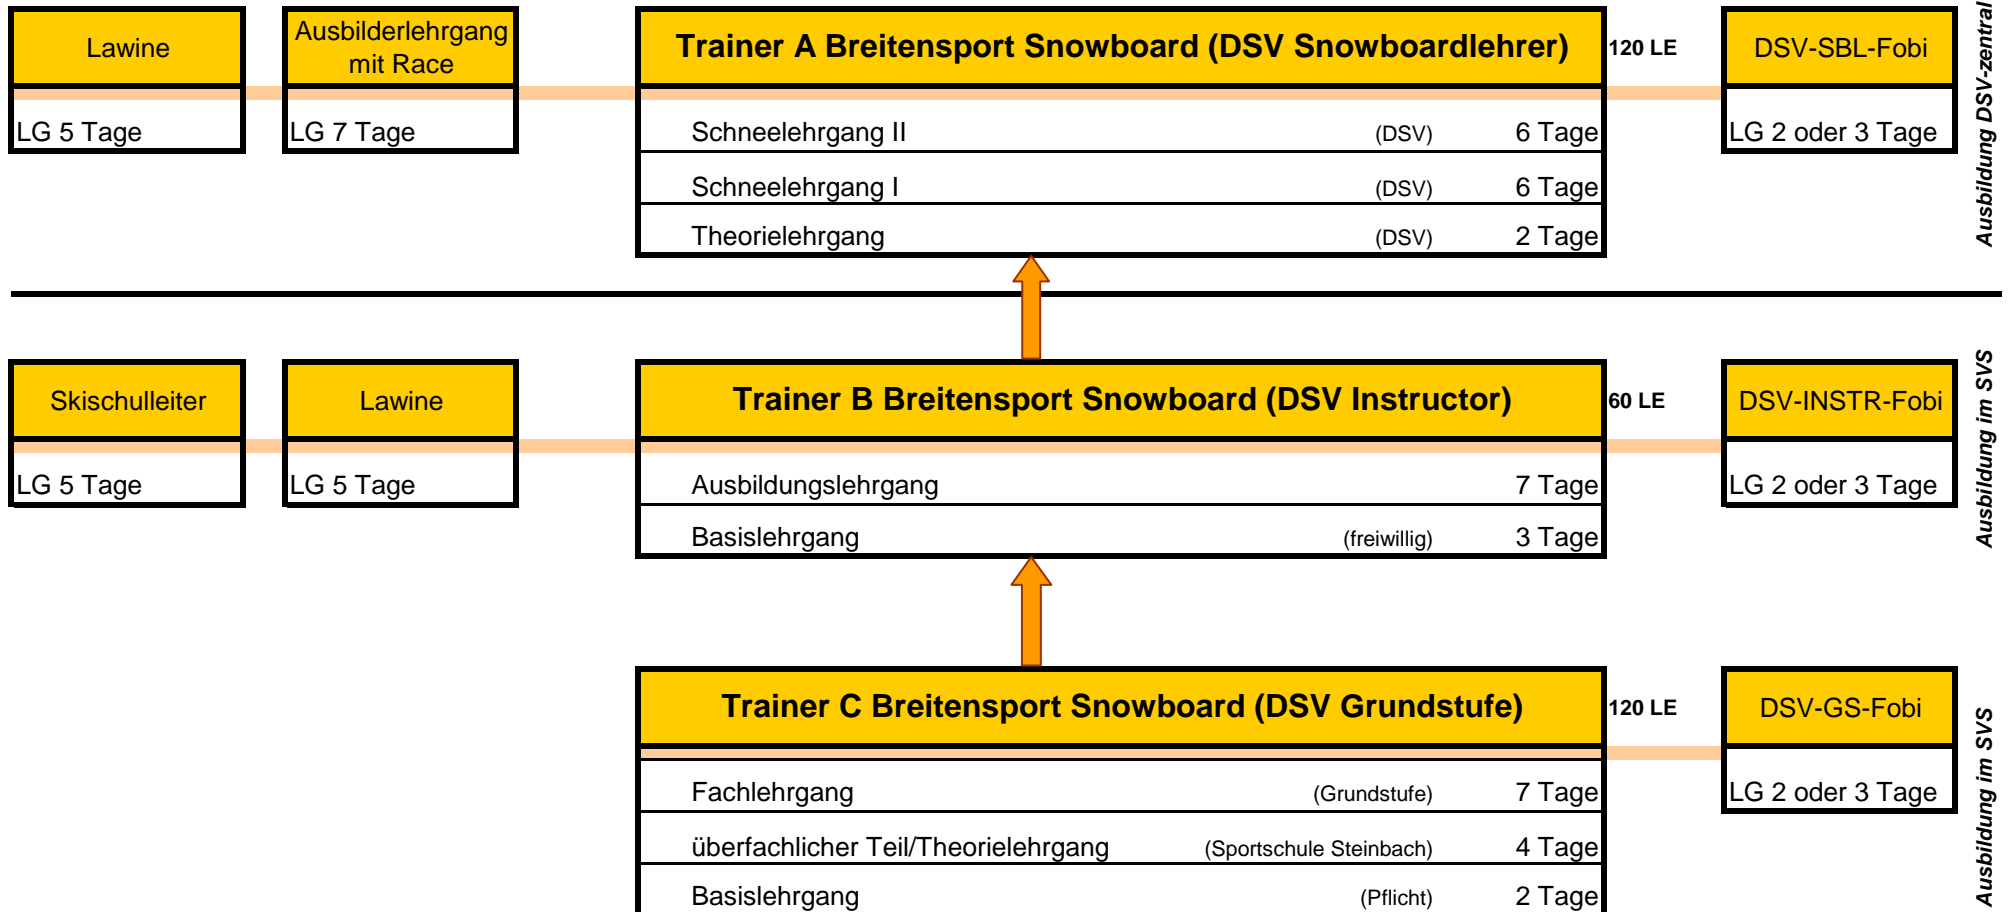 Lawine
LG 5 Tage
Ausbilderlehrgang
mit Race
LG 7 Tage
Trainer A Breitensport Snowboard (DSV Snowboardlehrer)
120 LE
Schneelehrgang II (DSV) 6 Tage
Schneelehrgang I (DSV) 6 Tage
Theorielehrgang (DSV) 2 Tage
DSV-SBL-Fobi
LG 2 oder 3 Tage
Ausbildung DSV-zentral
Skischulleiter
LG 5 Tage
Lawine
LG 5 Tage
Trainer B Breitensport Snowboard (DSV Instructor)
60 LE
Ausbildungslehrgang 7 Tage
Basislehrgang (freiwillig) 3 Tage
DSV-INSTR-Fobi
LG 2 oder 3 Tage
Ausbildung im SVS
Trainer C Breitensport Snowboard (DSV Grundstufe)
120 LE
Fachlehrgang (Grundstufe) 7 Tage
überfachlicher Teil/Theorielehrgang (Sportschule Steinbach) 4 Tage
Basislehrgang (Pflicht) 2 Tage
DSV-GS-Fobi
LG 2 oder 3 Tage
Ausbildung im SVS